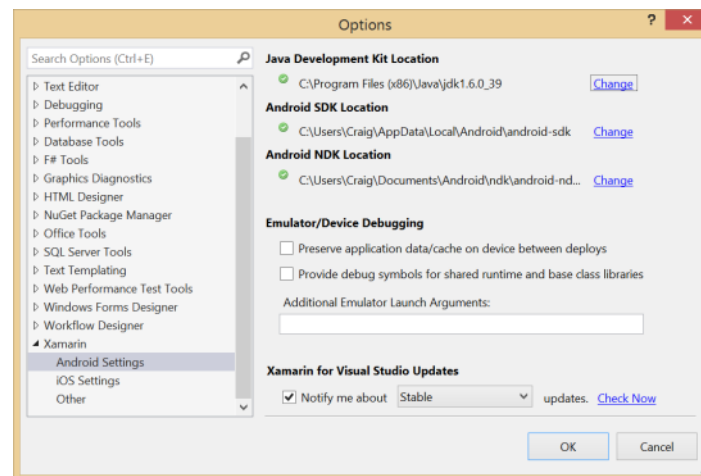 Options
?
Search Options (Ctrl+E)
Text Editor
Debugging
Performance Tools
Database Tools
F# Tools
Graphics Diagnostics
HTML Designer
NuGet Package Manager
Office Tools
SQL Server Tools
Text Templating
Web Performance Test Tools
Windows Forms Designer
Workflow Designer
Xamarin
Android Settings
iOS Settings
Other
Java Development Kit Location
C:\Program Files (x86)\Java\jdk1.6.0_39 Change
Android SDK Location
C:\Users\Craig\AppData\Local\Android\android-sdk Change
Android NDK Location
C:\Users\Craig\Documents\Android\ndk\android-nd... Change
Emulator/Device Debugging
Preserve application data/cache on device between deploys
Provide debug symbols for shared runtime and base class libraries
Additional Emulator Launch Arguments:
Xamarin for Visual Studio Updates
Notify me about Stable updates. Check Now
OK Cancel